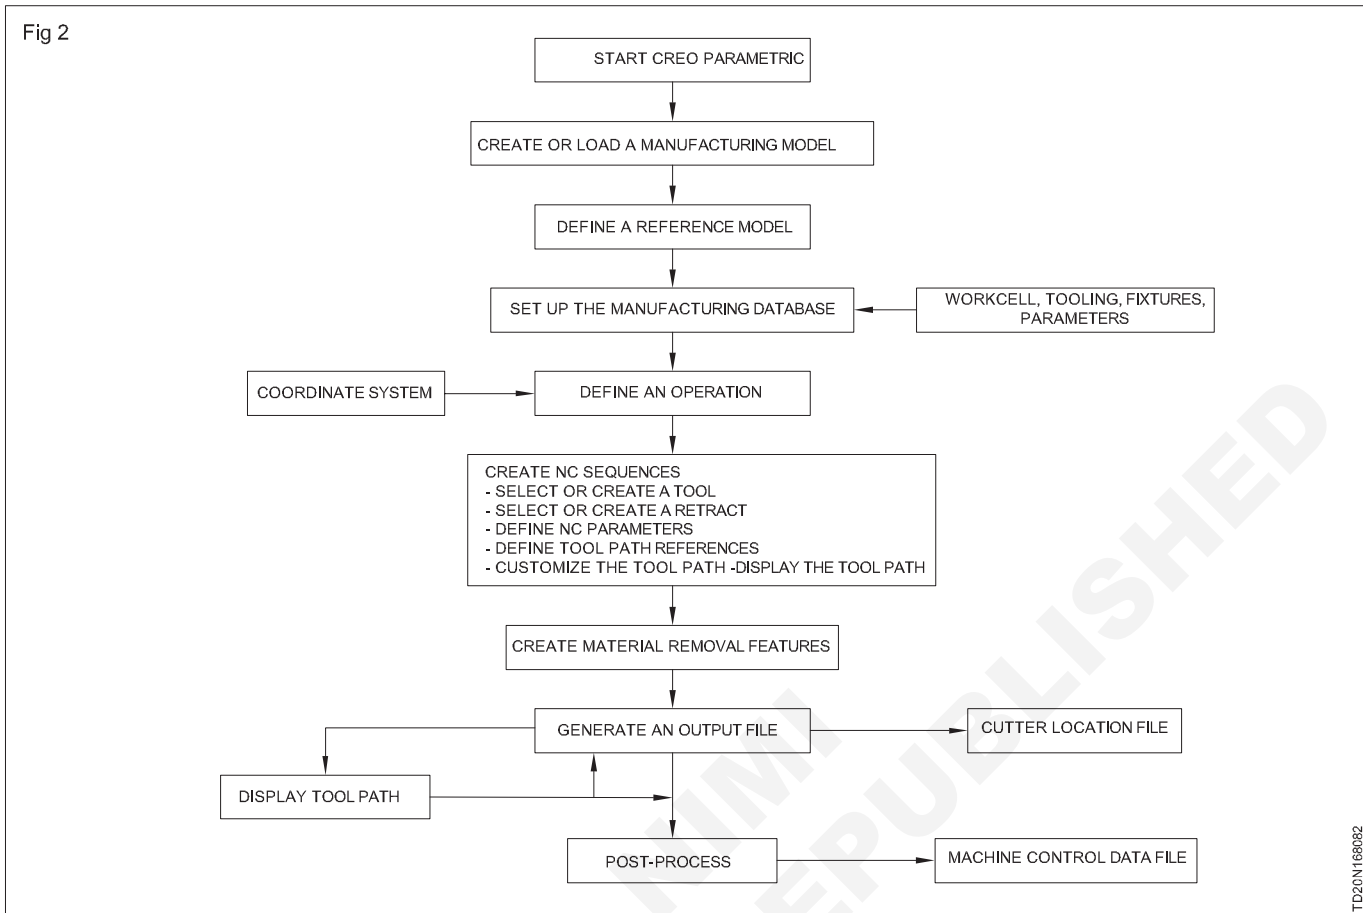 Fig 2
START CREO PARAMETRIC
CREATE OR LOAD A MANUFACTURING MODEL
DEFINE A REFERENCE MODEL
SET UP THE MANUFACTURING DATABASE
WORKCELL, TOOLING, FIXTURES,
PARAMETERS
COORDINATE SYSTEM
DEFINE AN OPERATION
CREATE NC SEQUENCES
- SELECT OR CREATE A TOOL
- SELECT OR CREATE A RETRACT
- DEFINE NC PARAMETERS
- DEFINE TOOL PATH REFERENCES
- CUSTOMIZE THE TOOL PATH -DISPLAY THE TOOL PATH
CREATE MATERIAL REMOVAL FEATURES
GENERATE AN OUTPUT FILE
CUTTER LOCATION FILE
DISPLAY TOOL PATH
POST-PROCESS
MACHINE CONTROL DATA FILE
TD20N168082
NIMI